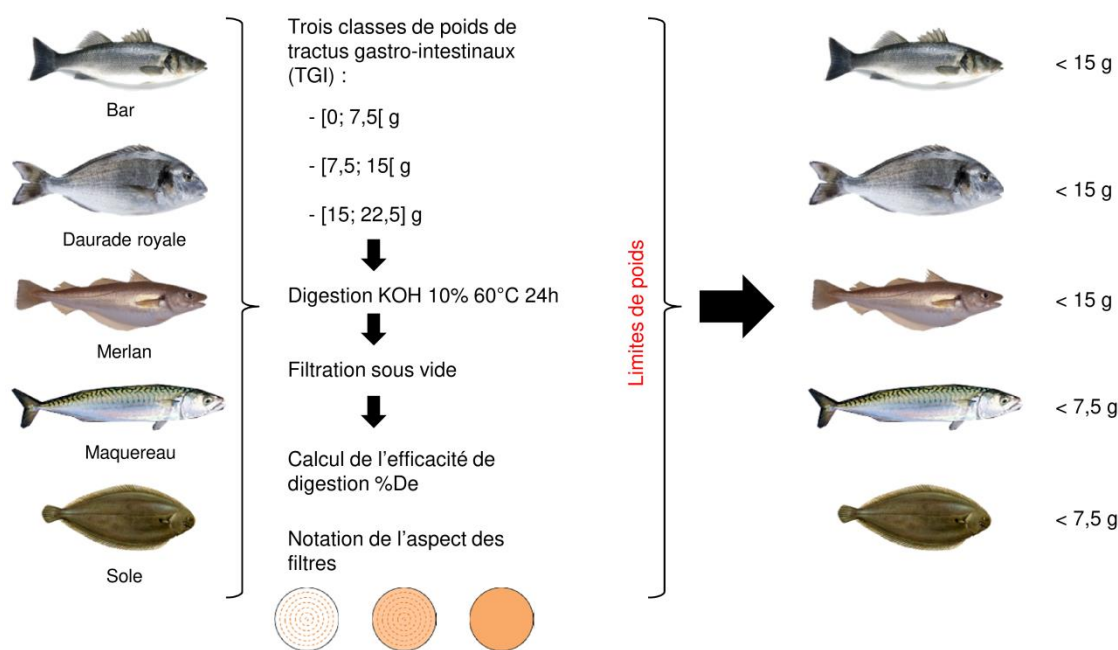 Bar
Daurade royale
Merlan
Maquereau
Sole
Trois classes de poids de
tractus gastro-intestinaux
(TGI) :
- [0; 7,5[ g
- [7,5; 15[ g
- [15; 22,5] g
Digestion KOH 10% 60°C 24h
Filtration sous vide
Calcul de l'efficacité de
digestion %De
Notation de l'aspect des
filtres
Limites de poids
< 15 g
< 15 g
< 15 g
< 7,5 g
< 7,5 g